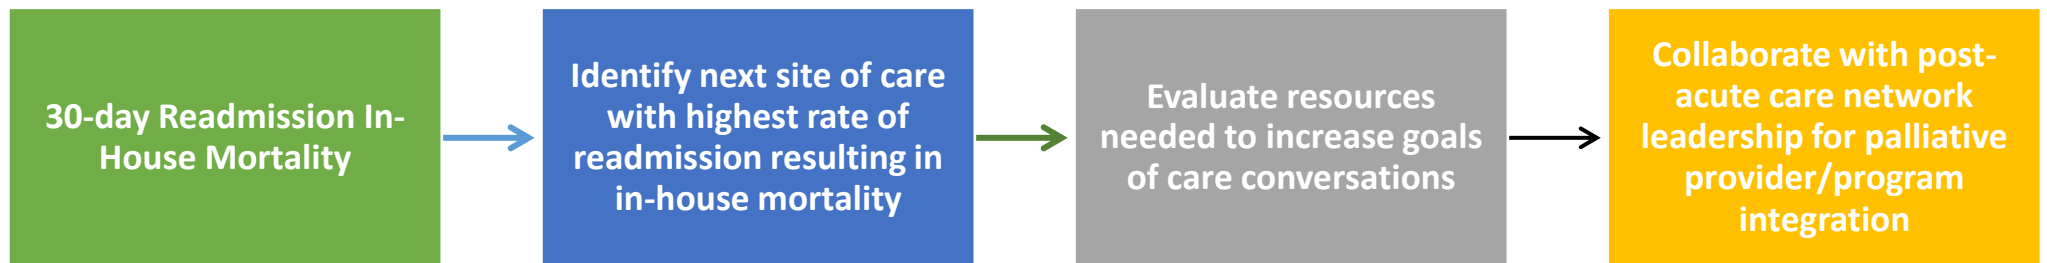 30-day Readmission In-
House Mortality
Identify next site of care
with highest rate of
readmission resulting in
in-house mortality
Evaluate resources
needed to increase goals
of care conversations
Collaborate with post-
acute care network
leadership for palliative
provider/program
integration